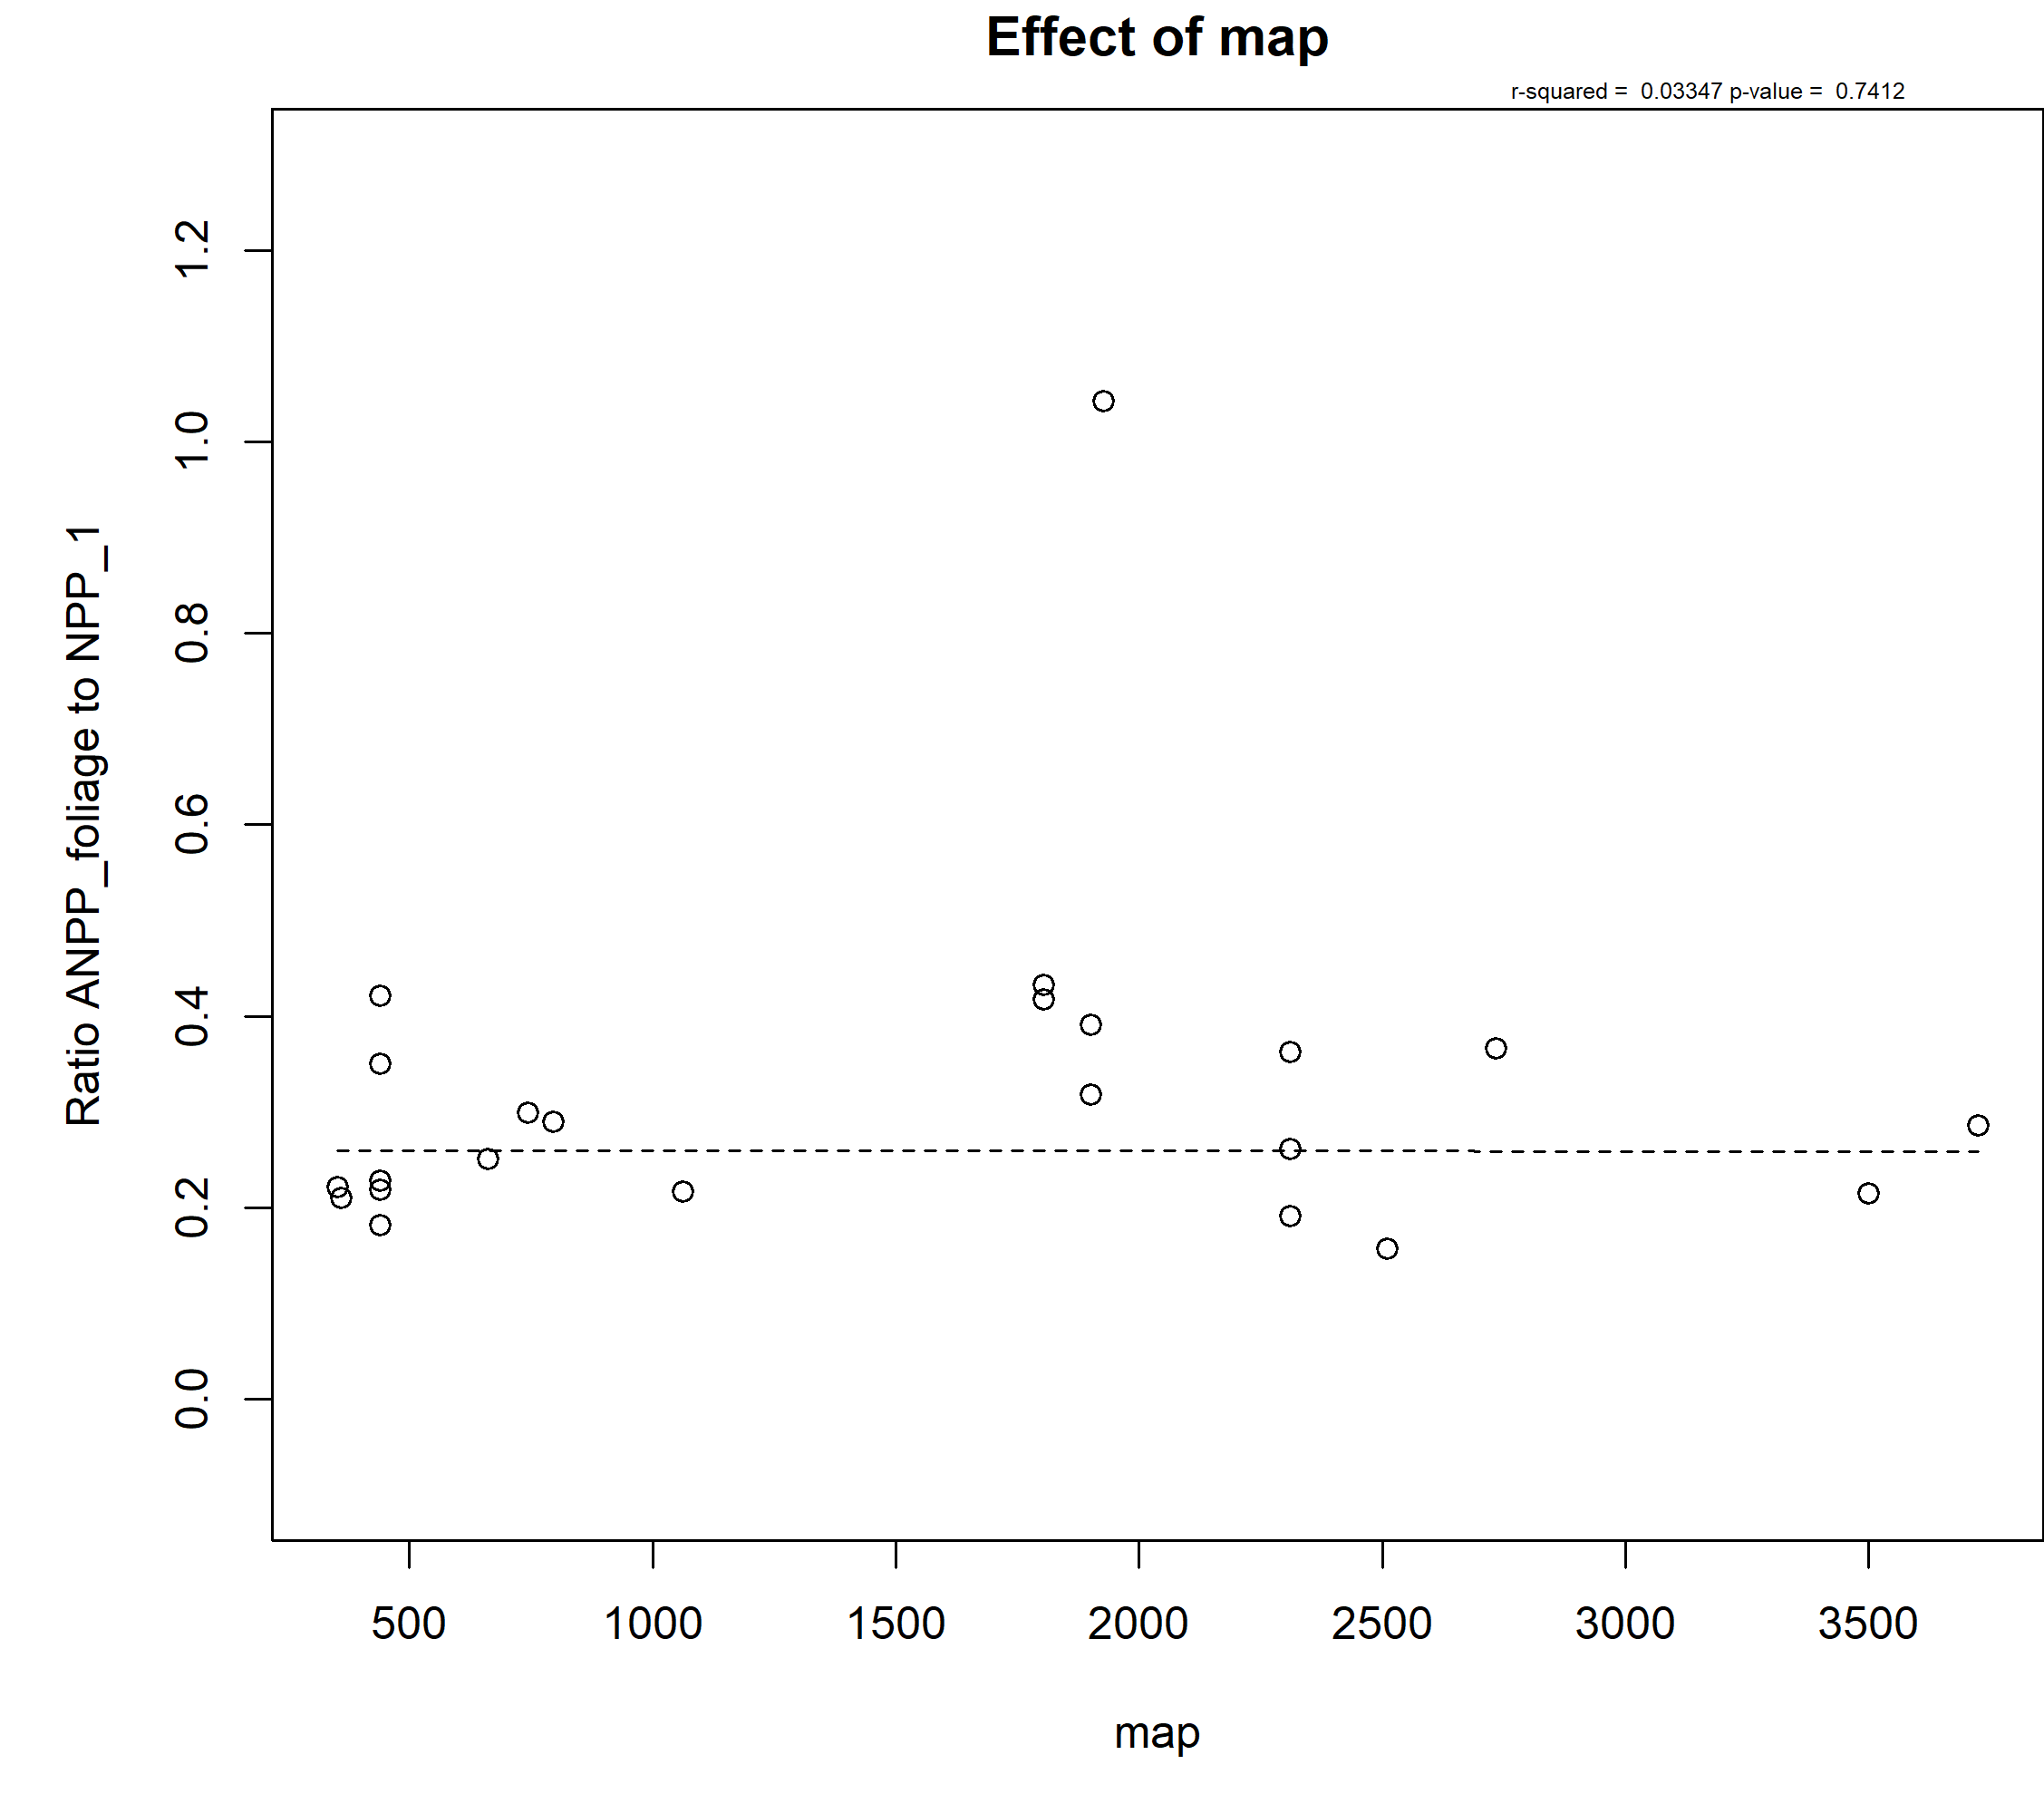 Effect of map
r-squared =  0.03347 p-value =  0.7412
Ratio ANPP_foliage to NPP_1
1.2
1.0
0.8
0.6
0.4
0.2
0.0
500 1000 1500 2000 2500 3000 3500
map